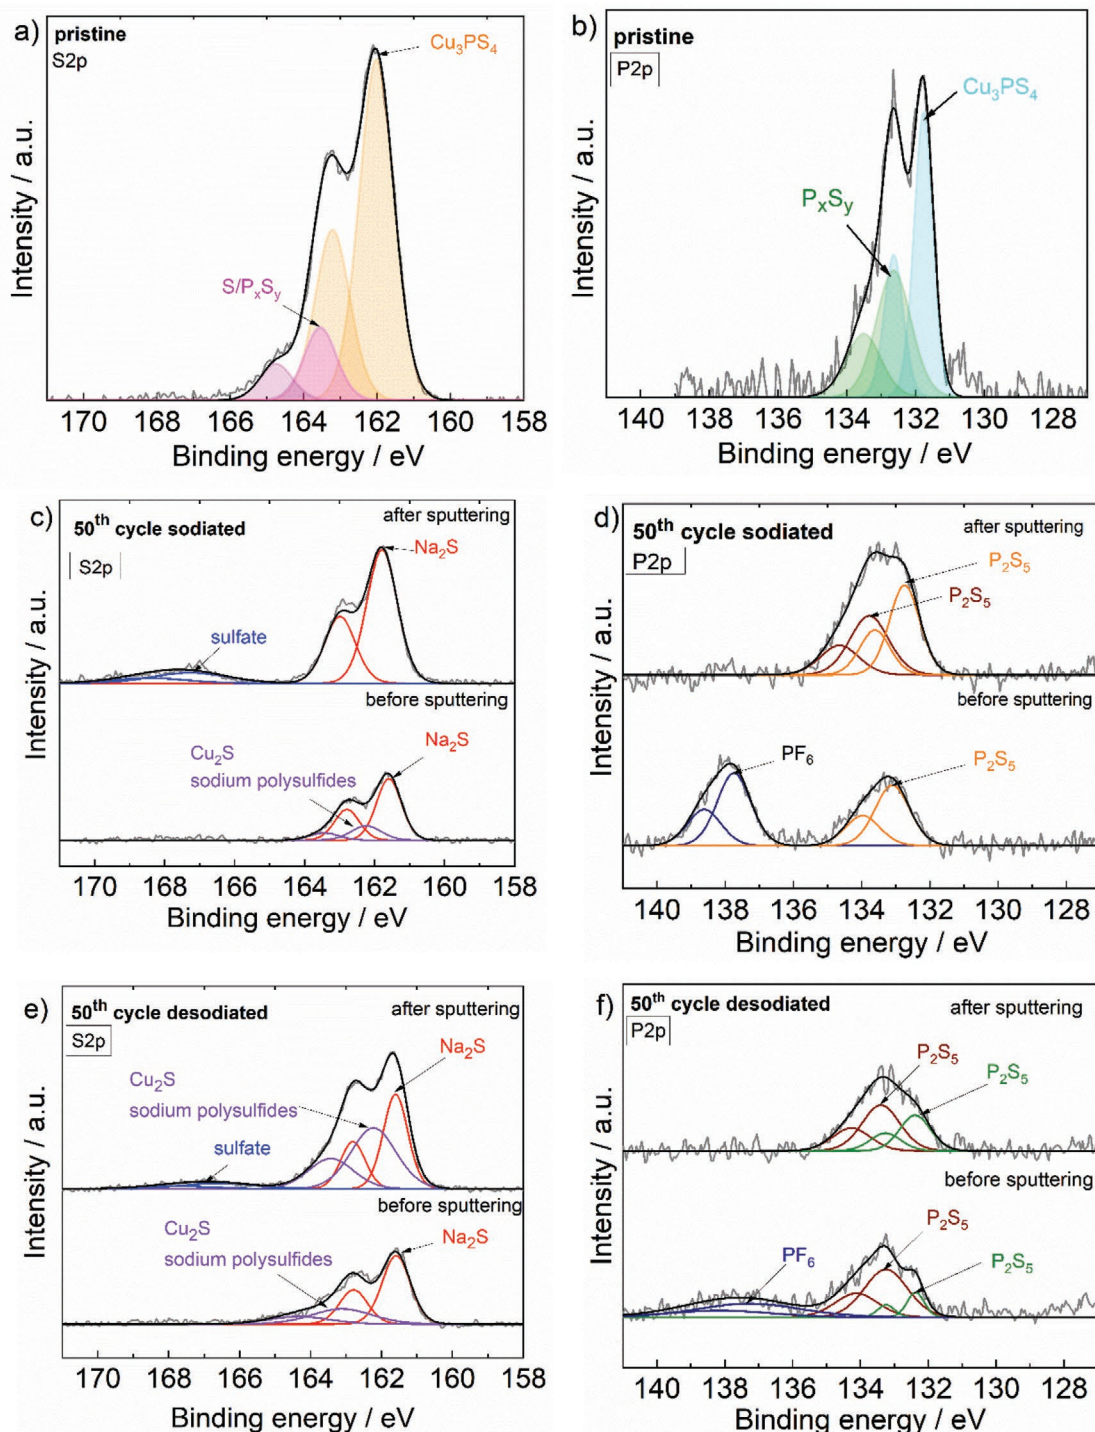 a) pristine
S2p
Cu₃PS₄
S/PₓSᵧ
Intensity / a.u.
170 168 166 164 162 160 158
Binding energy / eV
b) pristine
P2p
Cu₃PS₄
PₓSᵧ
Intensity / a.u.
140 138 136 134 132 130 128
Binding energy / eV
c) 50th cycle sodiated
after sputtering
S2p
Na₂S
sulfate
before sputtering
Cu₂S
sodium polysulfides
Na₂S
Intensity / a.u.
170 168 166 164 162 160 158
Binding energy / eV
d) 50th cycle sodiated
after sputtering
P2p
P₂S₅
P₂S₅
before sputtering
PF₆
P₂S₅
Intensity / a.u.
140 138 136 134 132 130 128
Binding energy / eV
e) 50th cycle desodiated
after sputtering
S2p
Na₂S
Cu₂S
sodium polysulfides
sulfate
before sputtering
Cu₂S
sodium polysulfides
Na₂S
Intensity / a.u.
170 168 166 164 162 160 158
Binding energy / eV
f) 50th cycle desodiated
after sputtering
P2p
P₂S₅
P₂S₅
before sputtering
P₂S₅
PF₆
P₂S₅
Intensity / a.u.
140 138 136 134 132 130 128
Binding energy / eV